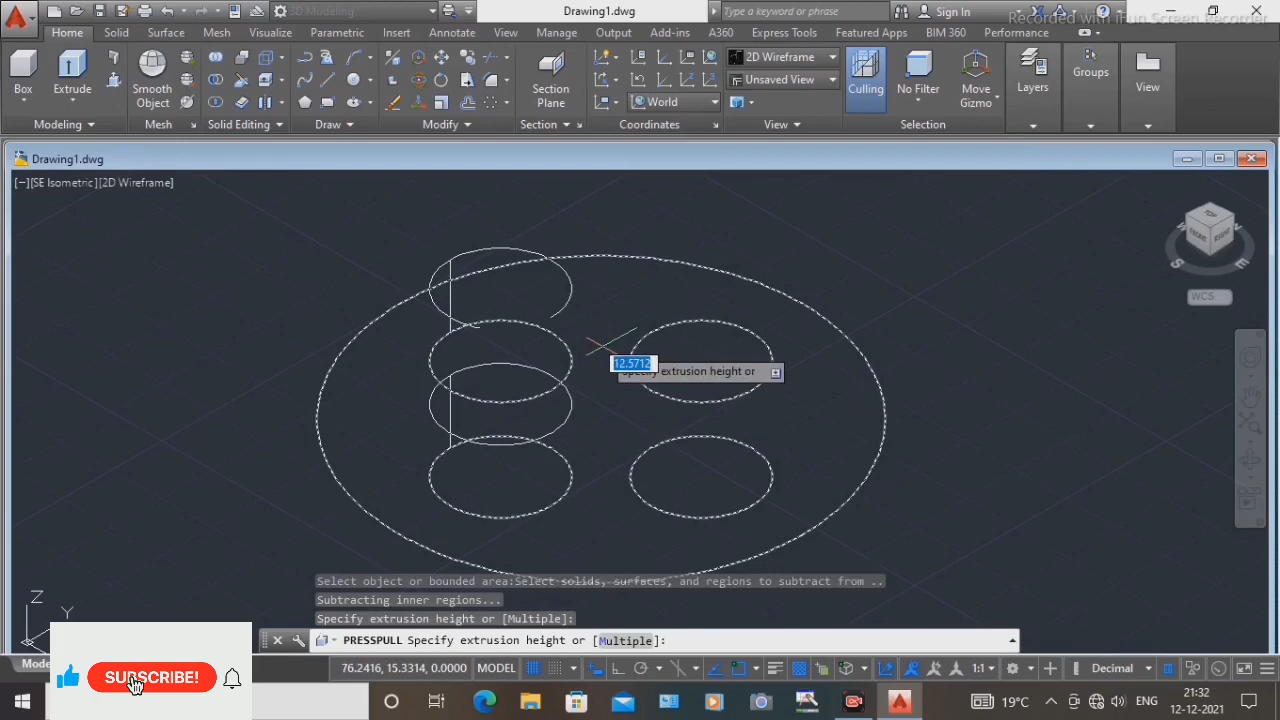 3D Modeling
Drawing1.dwg
Type a keyword or phrase
Sign In
Recorded with iFun Screen Recorder
Home
Solid
Surface
Mesh
Visualize
Parametric
Insert
Annotate
View
Manage
Output
Add-ins
A360
Express Tools
Featured Apps
BIM 360
Performance
Box
Extrude
Smooth
Object
Section
Plane
World
2D Wireframe
Unsaved View
Culling
No Filter
Move
Gizmo
Layers
Groups
View
Modeling
Mesh
Solid Editing
Draw
Modify
Section
Coordinates
View
Selection
Drawing1.dwg
[−][SE Isometric][2D Wireframe]
TOP
FRONT
RIGHT
S
E
WCS
12.5712
Specify extrusion height or
Select object or bounded area:Select solids, surfaces, and regions to subtract from ..
Subtracting inner regions...
Specify extrusion height or [Multiple]:
PRESSPULL Specify extrusion height or [Multiple]:
Z
Y
Mode
76.2416, 15.3314, 0.0000
MODEL
1:1
Decimal
SUBSCRIBE!
19°C
ENG
21:32
12-12-2021